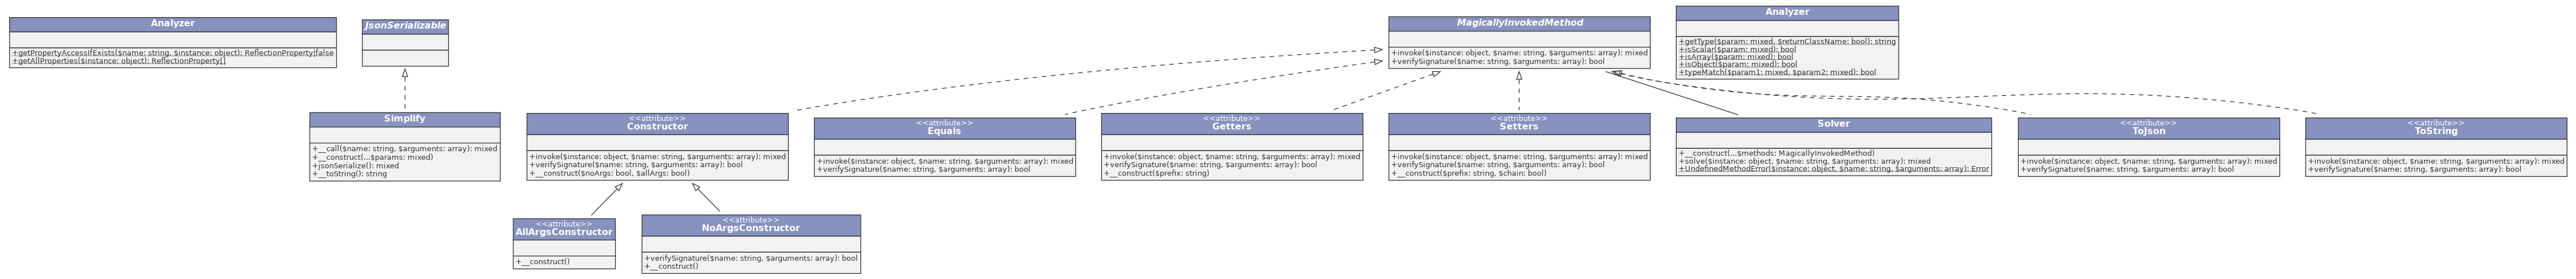 Analyzer
+getPropertyAccessIfExists($name: string, $instance: object): ReflectionProperty|false
+getAllProperties($instance: object): ReflectionProperty[]
JsonSerializable
MagicallyInvokedMethod
+invoke($instance: object, $name: string, $arguments: array): mixed
+verifySignature($name: string, $arguments: array): bool
Analyzer
+getType($param: mixed, $returnClassName: bool): string
+isScalar($param: mixed): bool
+isArray($param: mixed): bool
+isObject($param: mixed): bool
+typeMatch($param1: mixed, $param2: mixed): bool
Simplify
+__call($name: string, $arguments: array): mixed
+__construct(...$params: mixed)
+jsonSerialize(): mixed
+__toString(): string
<<attribute>>
Constructor
+invoke($instance: object, $name: string, $arguments: array): mixed
+verifySignature($name: string, $arguments: array): bool
+__construct($noArgs: bool, $allArgs: bool)
<<attribute>>
Equals
+invoke($instance: object, $name: string, $arguments: array): mixed
+verifySignature($name: string, $arguments: array): bool
<<attribute>>
Getters
+invoke($instance: object, $name: string, $arguments: array): mixed
+verifySignature($name: string, $arguments: array): bool
+__construct($prefix: string)
<<attribute>>
Setters
+invoke($instance: object, $name: string, $arguments: array): mixed
+verifySignature($name: string, $arguments: array): bool
+__construct($prefix: string, $chain: bool)
Solver
+__construct(...$methods: MagicallyInvokedMethod)
+solve($instance: object, $name: string, $arguments: array): mixed
+UndefinedMethodError($instance: object, $name: string, $arguments: array): Error
<<attribute>>
ToJson
+invoke($instance: object, $name: string, $arguments: array): mixed
+verifySignature($name: string, $arguments: array): bool
<<attribute>>
ToString
+invoke($instance: object, $name: string, $arguments: array): mixed
+verifySignature($name: string, $arguments: array): bool
<<attribute>>
AllArgsConstructor
+__construct()
<<attribute>>
NoArgsConstructor
+verifySignature($name: string, $arguments: array): bool
+__construct()